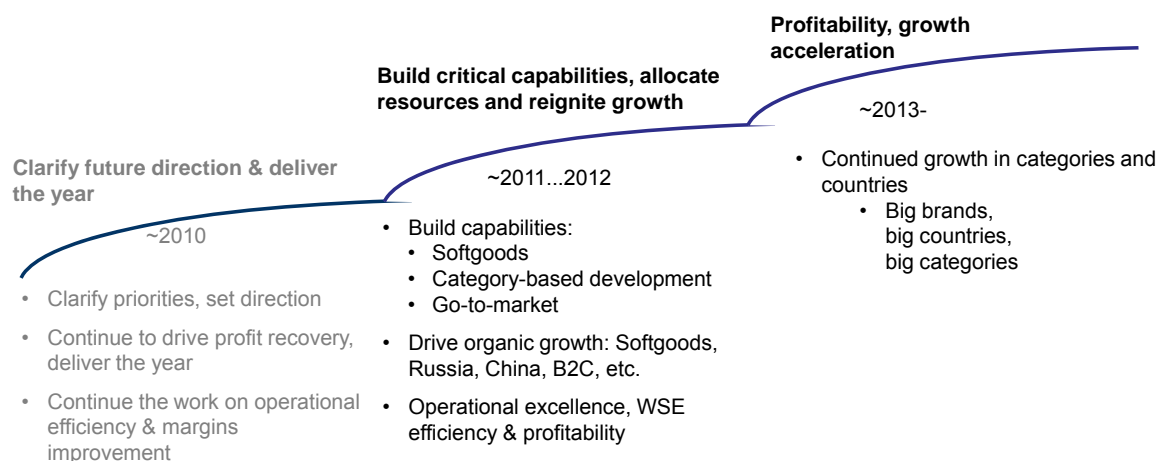 Clarify future direction & deliver
the year
~2010
• Clarify priorities, set direction
• Continue to drive profit recovery,
deliver the year
• Continue the work on operational
efficiency & margins
improvement
Build critical capabilities, allocate
resources and reignite growth
~2011...2012
• Build capabilities:
• Softgoods
• Category-based development
• Go-to-market
• Drive organic growth: Softgoods,
Russia, China, B2C, etc.
• Operational excellence, WSE
efficiency & profitability
Profitability, growth
acceleration
~2013-
• Continued growth in categories and
countries
• Big brands,
big countries,
big categories